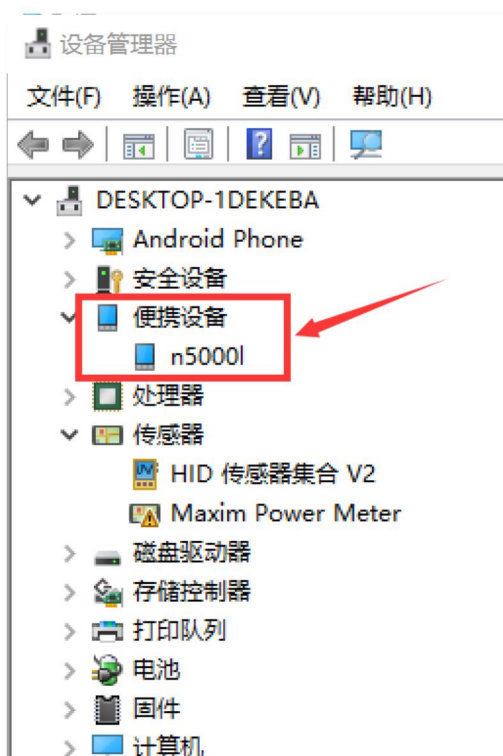 设备管理器
文件(F) 操作(A) 查看(V) 帮助(H)
DESKTOP-1DEKEBA
Android Phone
安全设备
便携设备
n5000l
处理器
传感器
HID 传感器集合 V2
Maxim Power Meter
磁盘驱动器
存储控制器
打印队列
电池
固件
计算机